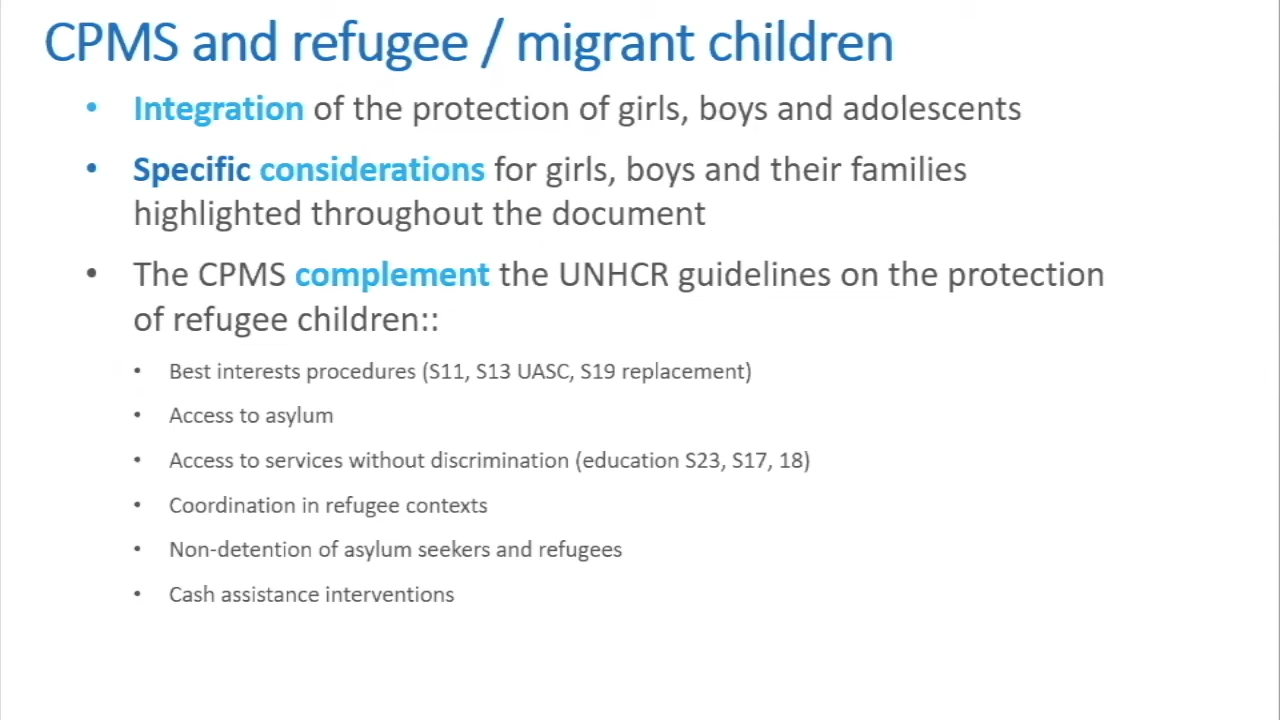 CPMS and refugee / migrant children
• Integration of the protection of girls, boys and adolescents
• Specific considerations for girls, boys and their families
highlighted throughout the document
• The CPMS complement the UNHCR guidelines on the protection
of refugee children::
• Best interests procedures (S11, S13 UASC, S19 replacement)
• Access to asylum
• Access to services without discrimination (education S23, S17, 18)
• Coordination in refugee contexts
• Non-detention of asylum seekers and refugees
• Cash assistance interventions